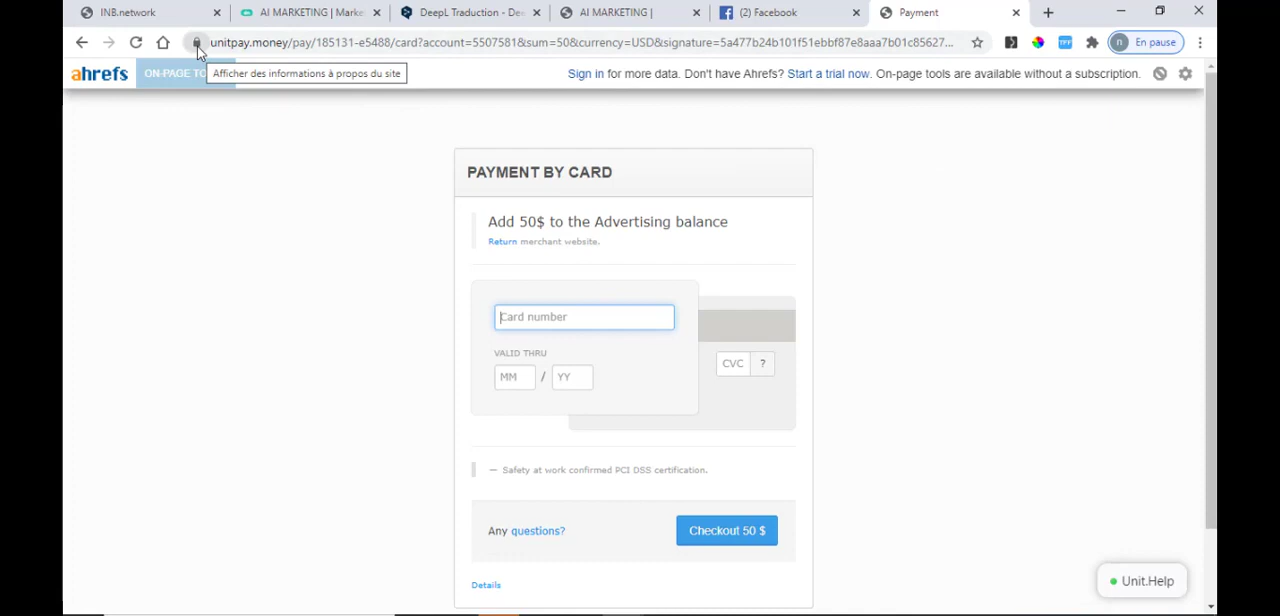 INB.network
AI MARKETING | Marke
DeepL Traduction - Dee
AI MARKETING |
(2) Facebook
Payment
unitpay.money/pay/185131-e5488/card?account=5507581&sum=50&currency=USD&signature=5a477b24b101f51ebbf87e8aaa7b01c85627...
n En pause
Afficher des informations à propos du site
ahrefs
ON-PAGE TO
Sign in for more data. Don't have Ahrefs? Start a trial now. On-page tools are available without a subscription.
PAYMENT BY CARD
Add 50$ to the Advertising balance
Return merchant website.
Card number
VALID THRU
MM / YY
CVC ?
— Safety at work confirmed PCI DSS certification.
Any questions?
Checkout 50 $
Details
Unit.Help